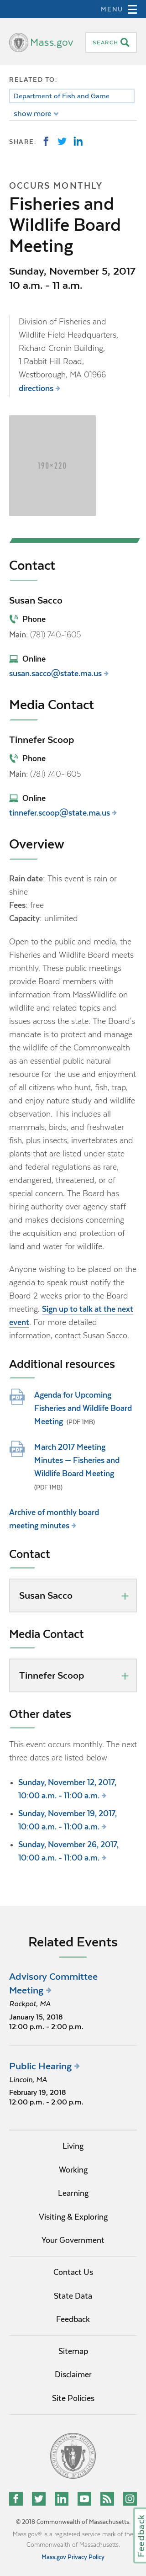 MENU
Mass.gov
SEARCH
RELATED TO:
Department of Fish and Game
show more
SHARE:
OCCURS MONTHLY
Fisheries and
Wildlife Board
Meeting
Sunday, November 5, 2017
10 a.m. - 11 a.m.
Division of Fisheries and
Wildlife Field Headquarters,
Richard Cronin Building,
1 Rabbit Hill Road,
Westborough, MA 01966
directions
190×220
Contact
Susan Sacco
Phone
Main: (781) 740-1605
Online
susan.sacco@state.ma.us
Media Contact
Tinnefer Scoop
Phone
Main: (781) 740-1605
Online
tinnefer.scoop@state.ma.us
Overview
Rain date: This event is rain or
shine
Fees: free
Capacity: unlimited
Open to the public and media,
Fisheries and Wildlife Board meets
monthly. These public meetings
provide Board members with
information from MassWildlife on
wildlife and related topics and
issues across the state. The Board's
mandate is to protect and manage
the wildlife of the Commonwealth
as an essential public natural
resource for the use and enjoyment
of all citizens who hunt, fish, trap,
and enjoy nature study and wildlife
observation. This includes all
mammals, birds, and freshwater
fish, plus insects, invertebrates and
plants that are listed under state
or federal regulations as rare,
endangered, threatened, or of
special concern. The Board has
hiring authority over agency staff
and makes decisions concerning
the acquisition and protection of
land and wildlife.
Anyone wishing to be placed on the
agenda to speak must notify the
Board 2 weeks prior to the Board
meeting. Sign up to talk at the next
event. For more detailed
information, contact Susan Sacco.
Additional resources
Agenda for Upcoming
Fisheries and Wildlife Board
Meeting (PDF 1MB)
March 2017 Meeting
Minutes — Fisheries and
Wildlife Board Meeting
(PDF 1MB)
Archive of monthly board
meeting minutes
Contact
Susan Sacco
Media Contact
Tinnefer Scoop
Other dates
This event occurs monthly. The next
three dates are listed below
Sunday, November 12, 2017,
10:00 a.m. - 11:00 a.m.
Sunday, November 19, 2017,
10:00 a.m. - 11:00 a.m.
Sunday, November 26, 2017,
10:00 a.m. - 11:00 a.m.
Related Events
Advisory Committee
Meeting
Rockport, MA
January 15, 2018
12:00 p.m. - 2:00 p.m.
Public Hearing
Lincoln, MA
February 19, 2018
12:00 p.m. - 2:00 p.m.
Living
Working
Learning
Visiting & Exploring
Your Government
Contact Us
State Data
Feedback
Sitemap
Disclaimer
Site Policies
Feedback
© 2018 Commonwealth of Massachusetts.
Mass.gov® is a registered service mark of the
Commonwealth of Massachusetts.
Mass.gov Privacy Policy